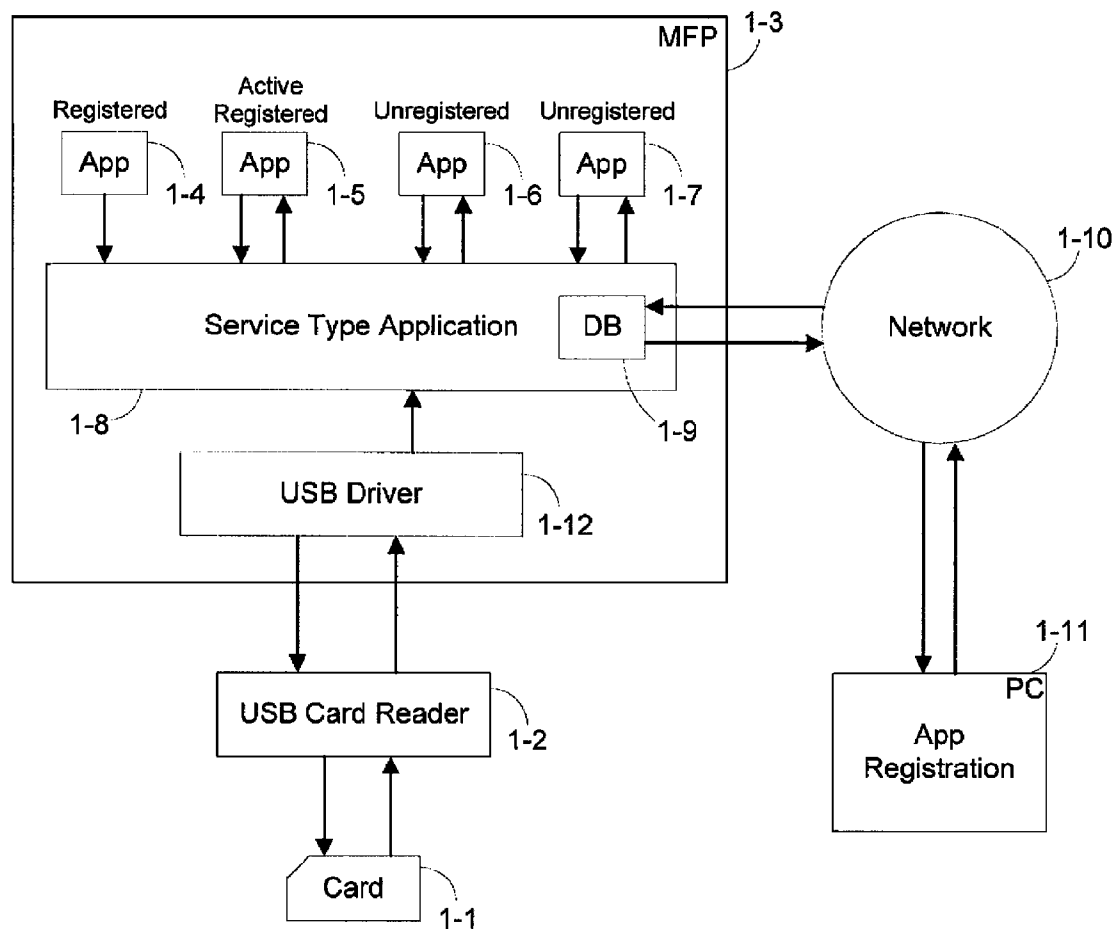 MFP
1-3
Registered
Active
Registered
Unregistered
Unregistered
App
App
App
App
1-4
1-5
1-6
1-7
1-10
Service Type Application
DB
Network
1-8
1-9
USB Driver
1-12
1-11
USB Card Reader
1-2
PC
App
Registration
Card
1-1